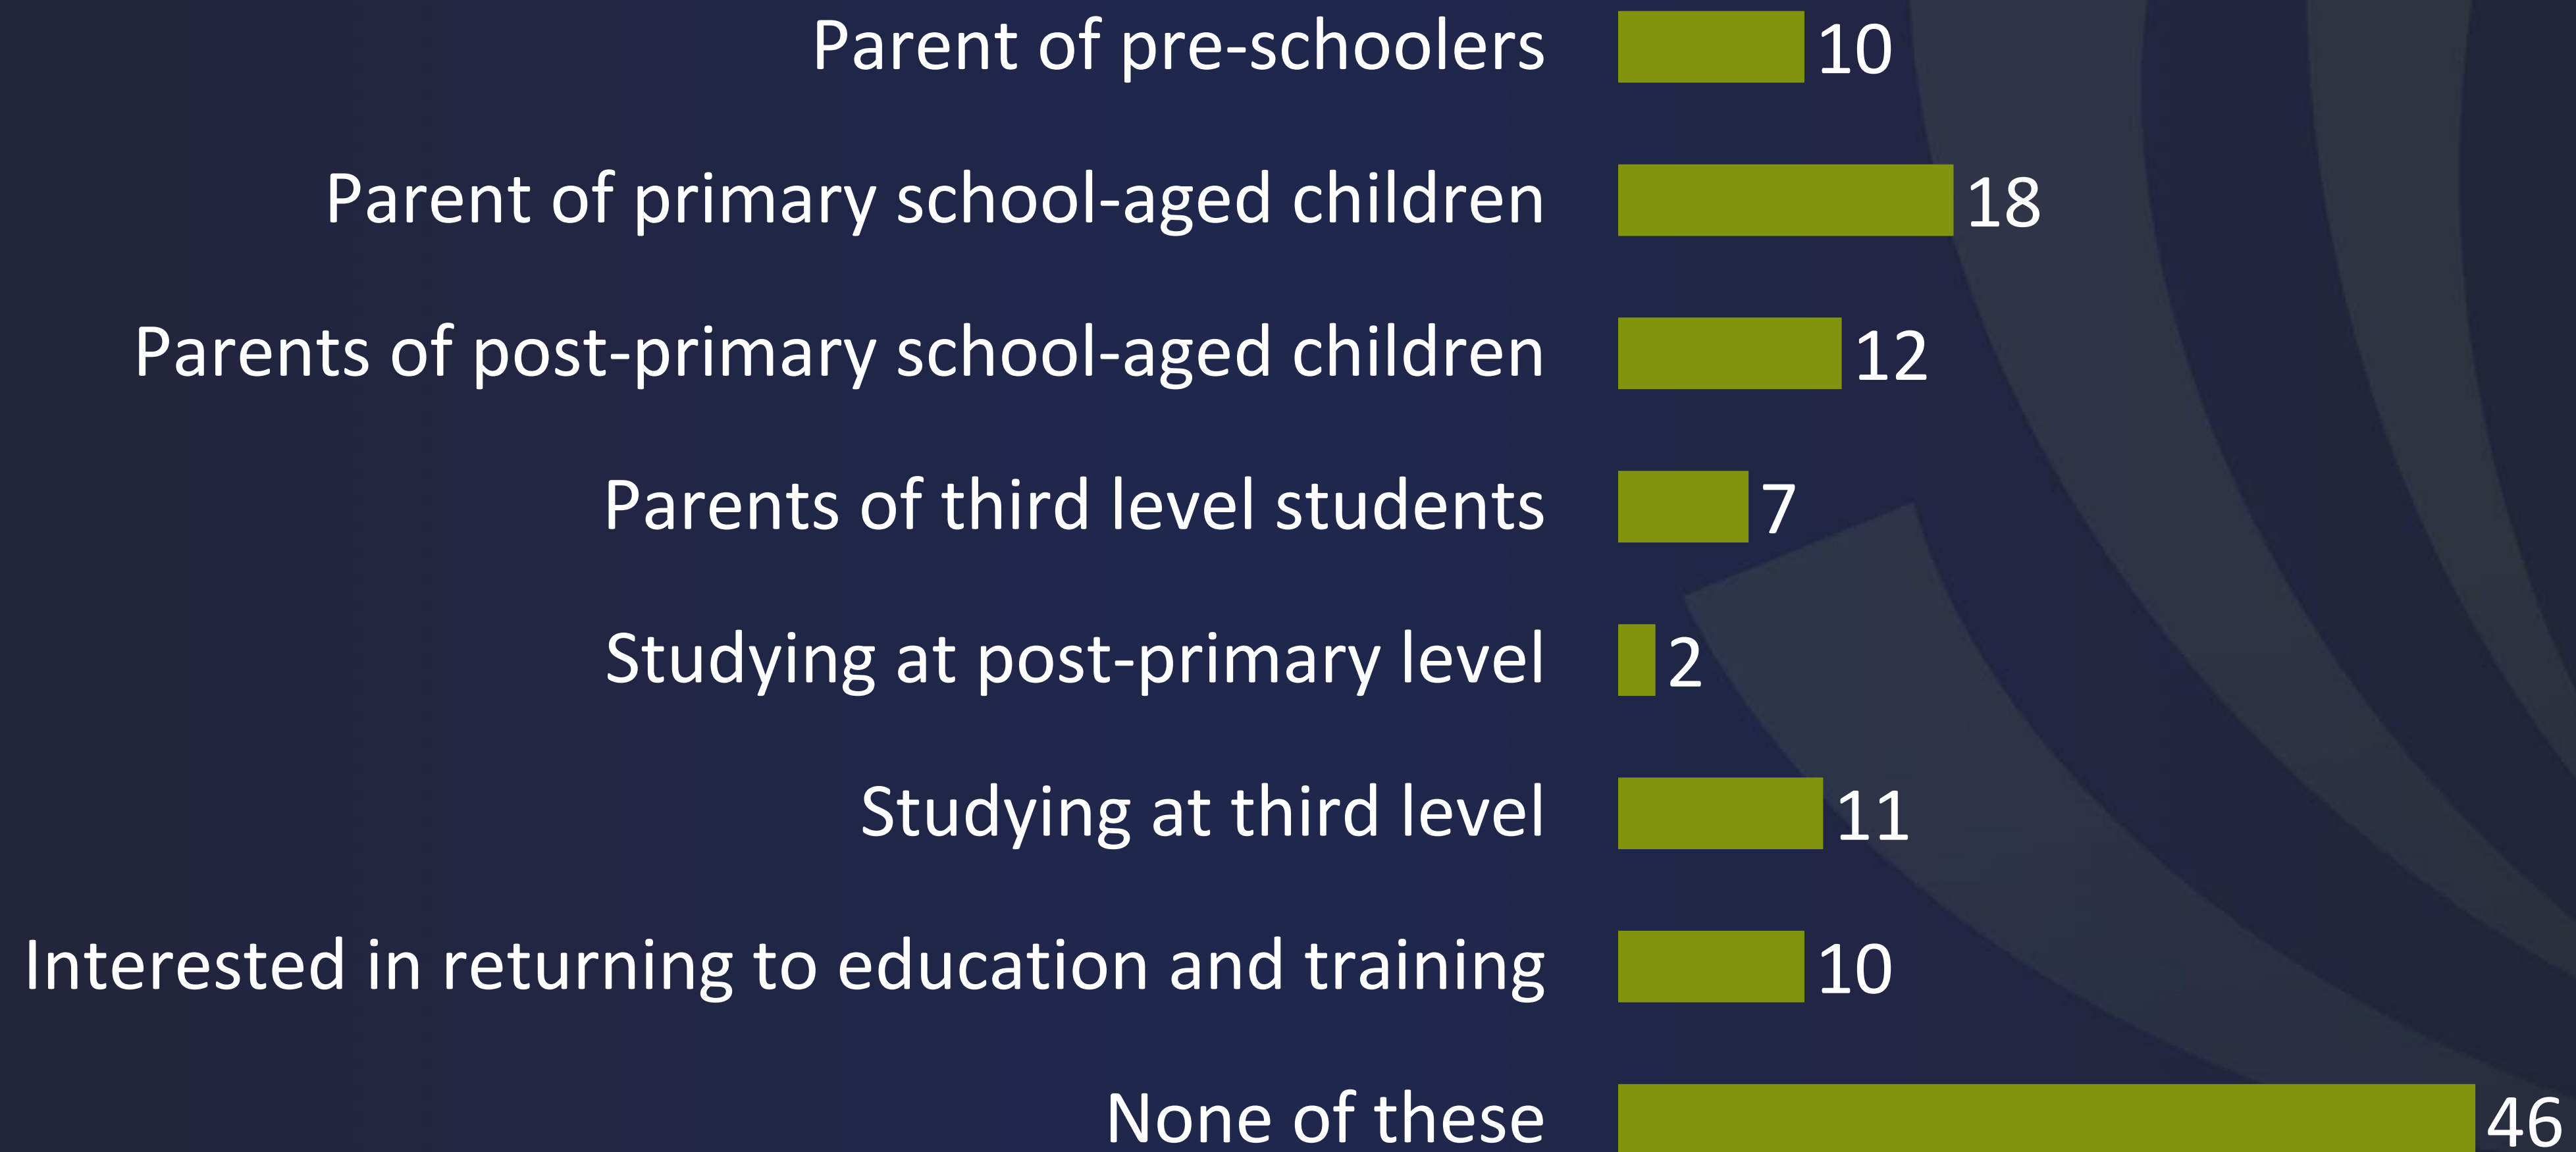 Parent of pre-schoolers 10
Parent of primary school-aged children 18
Parents of post-primary school-aged children 12
Parents of third level students 7
Studying at post-primary level 2
Studying at third level 11
Interested in returning to education and training 10
None of these 46